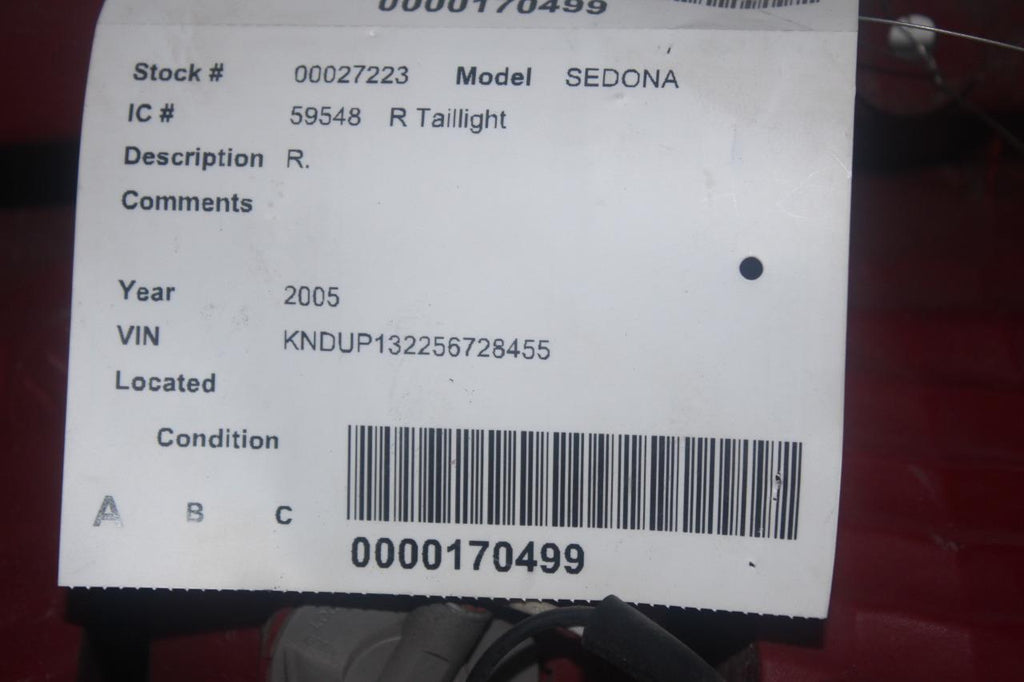 0000170499
Stock # 00027223 Model SEDONA
IC # 59548 R Taillight
Description R.
Comments
Year 2005
VIN KNDUP132256728455
Located
Condition
A B C
0000170499